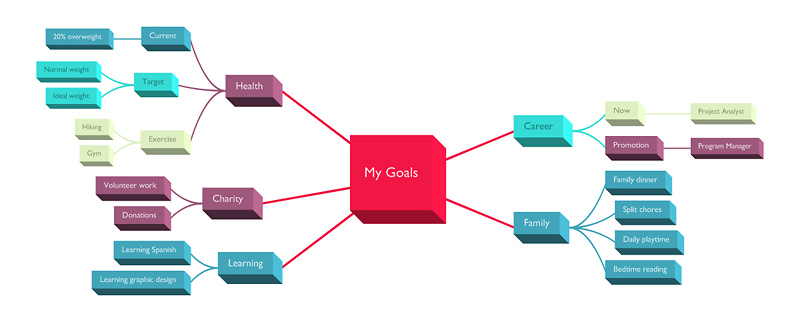 My Goals
Health
Current
20% overweight
Target
Normal weight
Ideal weight
Exercise
Hiking
Gym
Charity
Volunteer work
Donations
Learning
Learning Spanish
Learning graphic design
Career
Now
Project Analyst
Promotion
Program Manager
Family
Family dinner
Split chores
Daily playtime
Bedtime reading